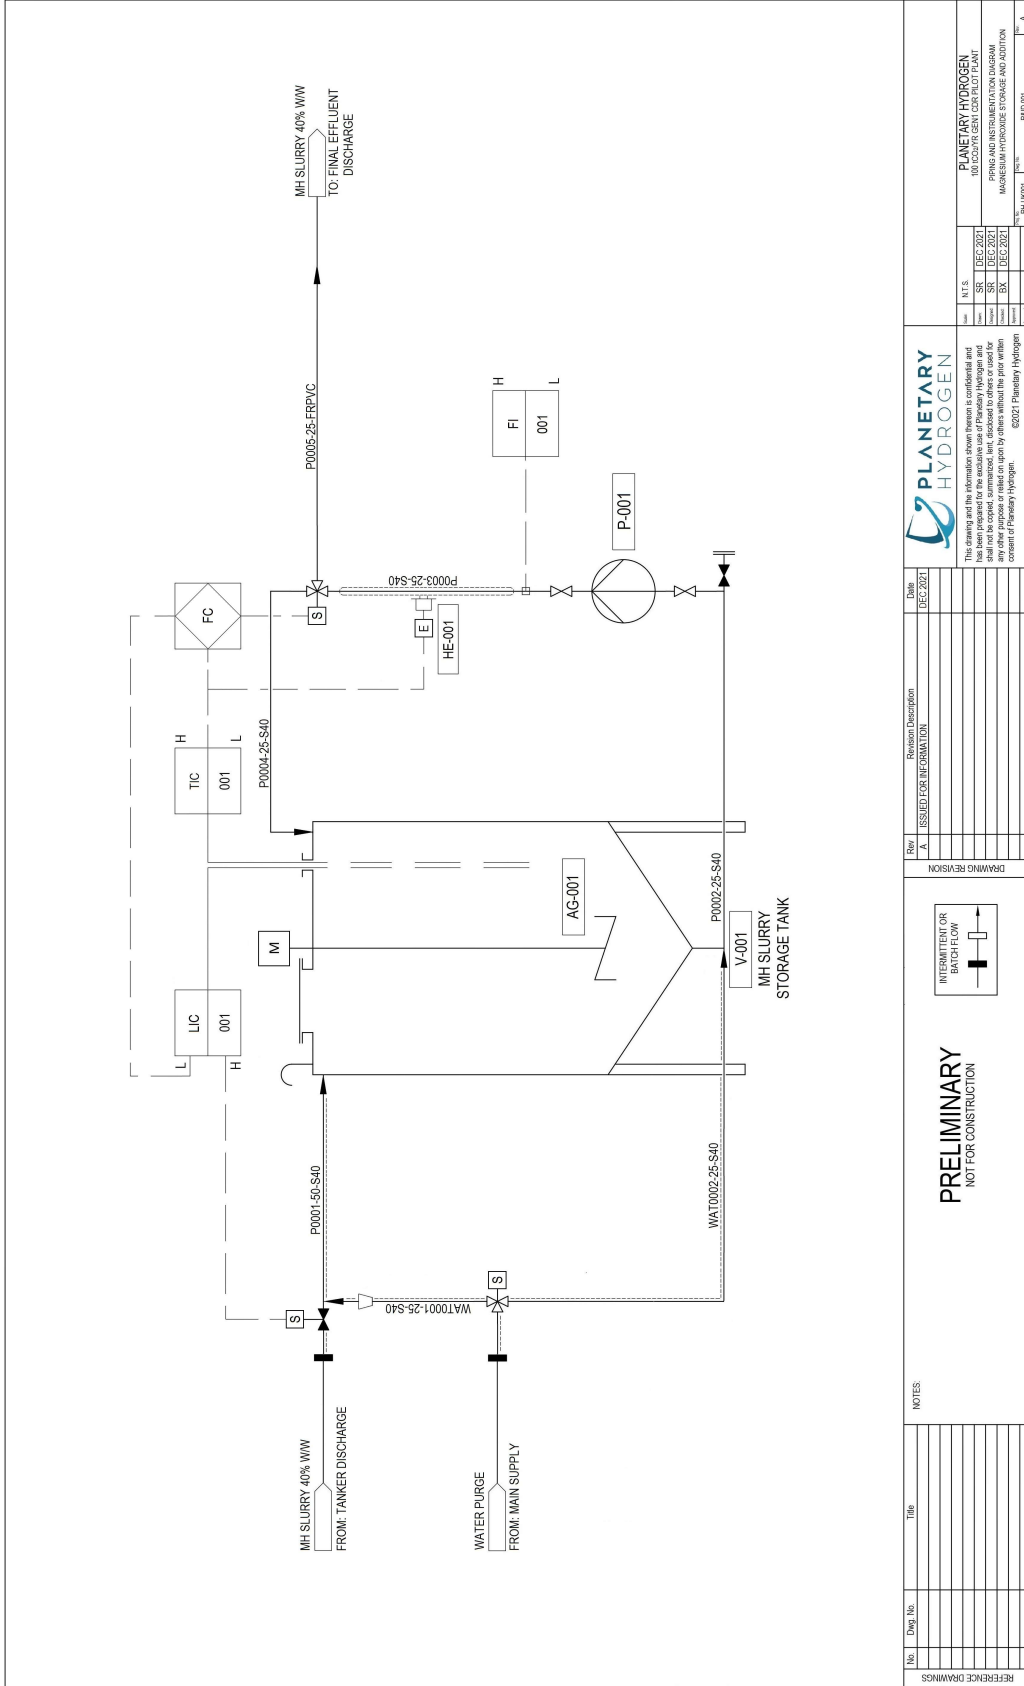 MH SLURRY 40% W/W
FROM: TANKER DISCHARGE
WATER PURGE
FROM: MAIN SUPPLY
S
S
WAT0001-25-S40
P0001-50-S40
WAT0002-25-S40
L
LIC
001
H
M
AG-001
V-001
MH SLURRY
STORAGE TANK
P0002-25-S40
H
TIC
001
L
P0004-25-S40
FC
S
E
HE-001
P0003-25-S40
P-001
H
FI
001
L
P0005-25-FRPVC
MH SLURRY 40% W/W
TO: FINAL EFFLUENT
DISCHARGE
REFERENCE DRAWINGS
No.
Dwg. No.
Title
NOTES:
PRELIMINARY
NOT FOR CONSTRUCTION
INTERMITTENT OR
BATCH FLOW
DRAWING REVISION
Rev
Revision Description
Date
A
ISSUED FOR INFORMATION
DEC 2021
PLANETARY
HYDROGEN
This drawing and the information shown thereon is confidential and
has been prepared for the exclusive use of Planetary Hydrogen and
shall not be copied, summarized, lent, disclosed to others or used for
any other purpose or relied on upon by others without the prior written
consent of Planetary Hydrogen.
©2021 Planetary Hydrogen
Scale
N.T.S.
Drawn
SR
DEC 2021
Designed
SR
DEC 2021
Checked
BX
DEC 2021
Approved
PLANETARY HYDROGEN
100 tCO2/YR GEN1 CDR PILOT PLANT
PIPING AND INSTRUMENTATION DIAGRAM
MAGNESIUM HYDROXIDE STORAGE AND ADDITION